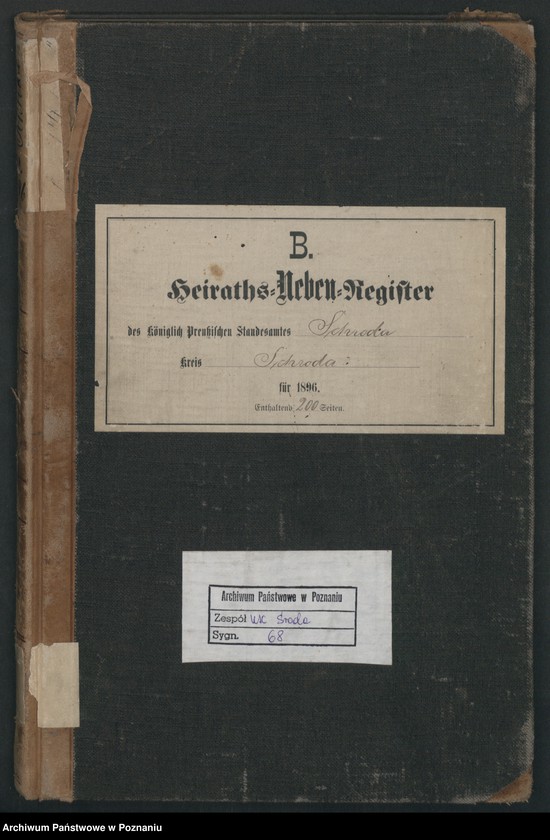 B.
Heiraths-Neben-Register
des Königlich Preußischen Standesamtes Schroda
Kreis Schroda
für 1896.
Enthaltend 200 Seiten.
Archiwum Państwowe w Poznaniu
Zespół USC Środa
Sygn. 68
Archiwum Państwowe w Poznaniu